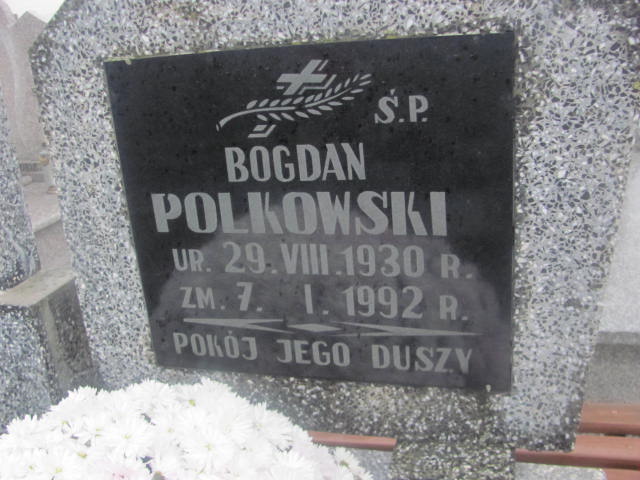 Ś.P.
BOGDAN
POLKOWSKI
UR. 29. VIII. 1930 R.
ZM. 7. I. 1992 R.
POKÓJ JEGO DUSZY